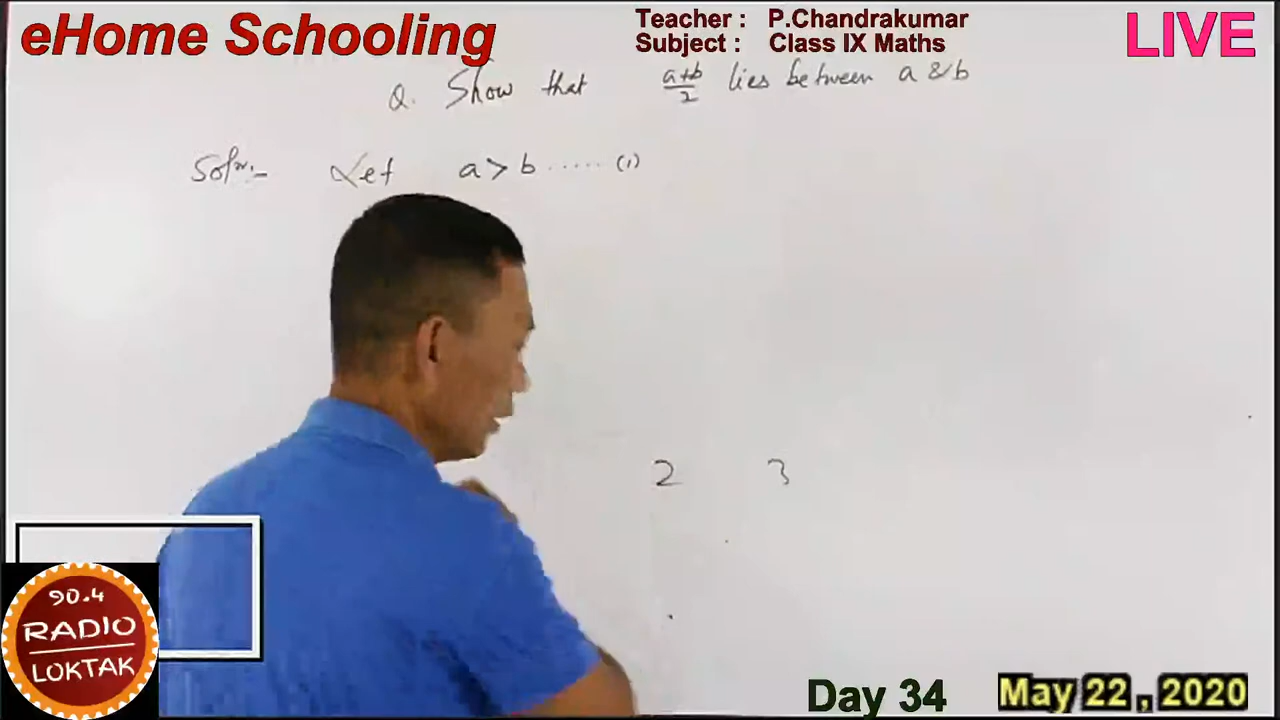 eHome Schooling
Teacher : P.Chandrakumar
Subject : Class IX Maths
LIVE
Q. Show that (a+b)/2 lies between a & b
Soln:- Let a > b ...... (1)
2 3
90.4
RADIO
LOKTAK
Day 34
May 22 , 2020